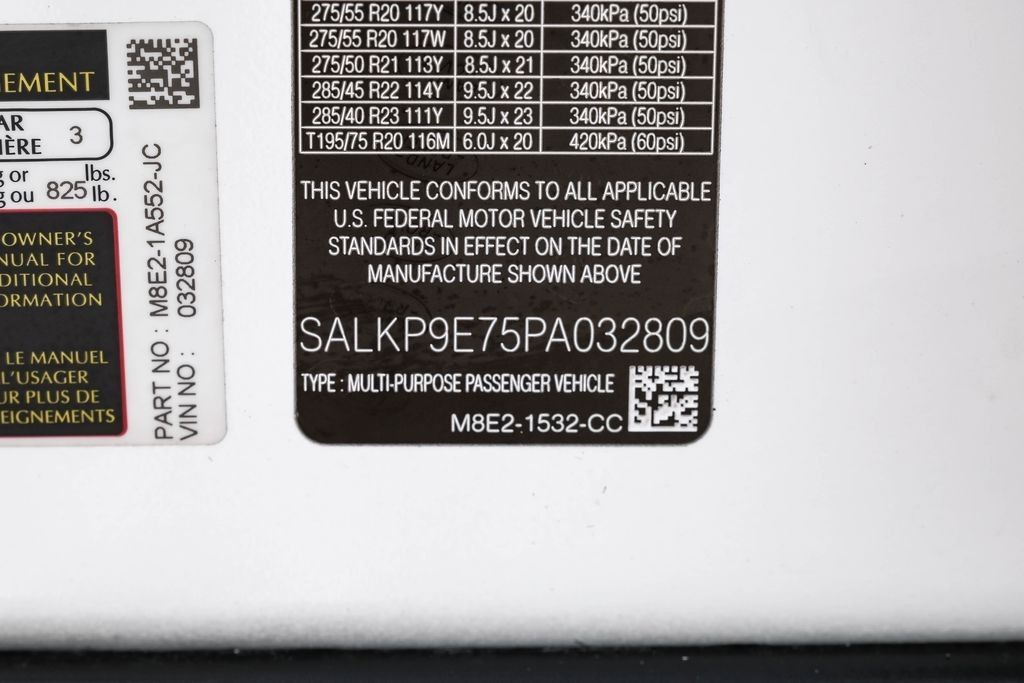 EMENT
AR
IÈRE 3
g or lbs.
g ou 825 lb.
OWNER'S
NUAL FOR
DITIONAL
ORMATION
LE MANUEL
L'USAGER
UR PLUS DE
EIGNEMENTS
PART NO : M8E2-1A552-JC
VIN NO : 032809
275/55 R20 117Y 8.5J x 20 340kPa (50psi)
275/55 R20 117W 8.5J x 20 340kPa (50psi)
275/50 R21 113Y 8.5J x 21 340kPa (50psi)
285/45 R22 114Y 9.5J x 22 340kPa (50psi)
285/40 R23 111Y 9.5J x 23 340kPa (50psi)
T195/75 R20 116M 6.0J x 20 420kPa (60psi)
THIS VEHICLE CONFORMS TO ALL APPLICABLE
U.S. FEDERAL MOTOR VEHICLE SAFETY
STANDARDS IN EFFECT ON THE DATE OF
MANUFACTURE SHOWN ABOVE
SALKP9E75PA032809
TYPE : MULTI-PURPOSE PASSENGER VEHICLE
M8E2-1532-CC